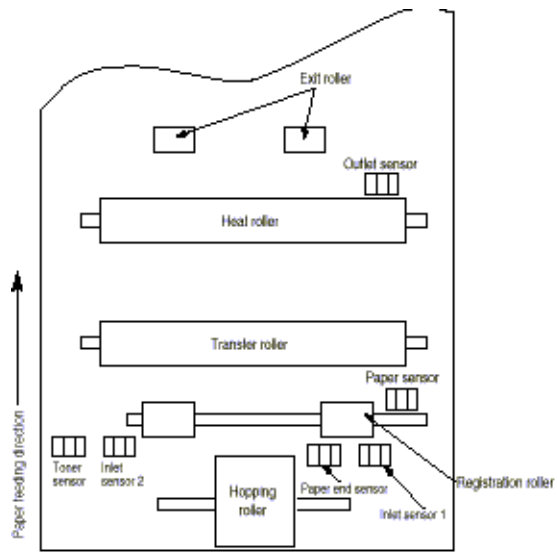 Exit roller
Outlet sensor
Heat roller
Transfer roller
Paper sensor
Paper feeding direction
Toner
sensor
Inlet
sensor 2
Paper end sensor
Registration roller
Hopping
roller
Inlet sensor 1